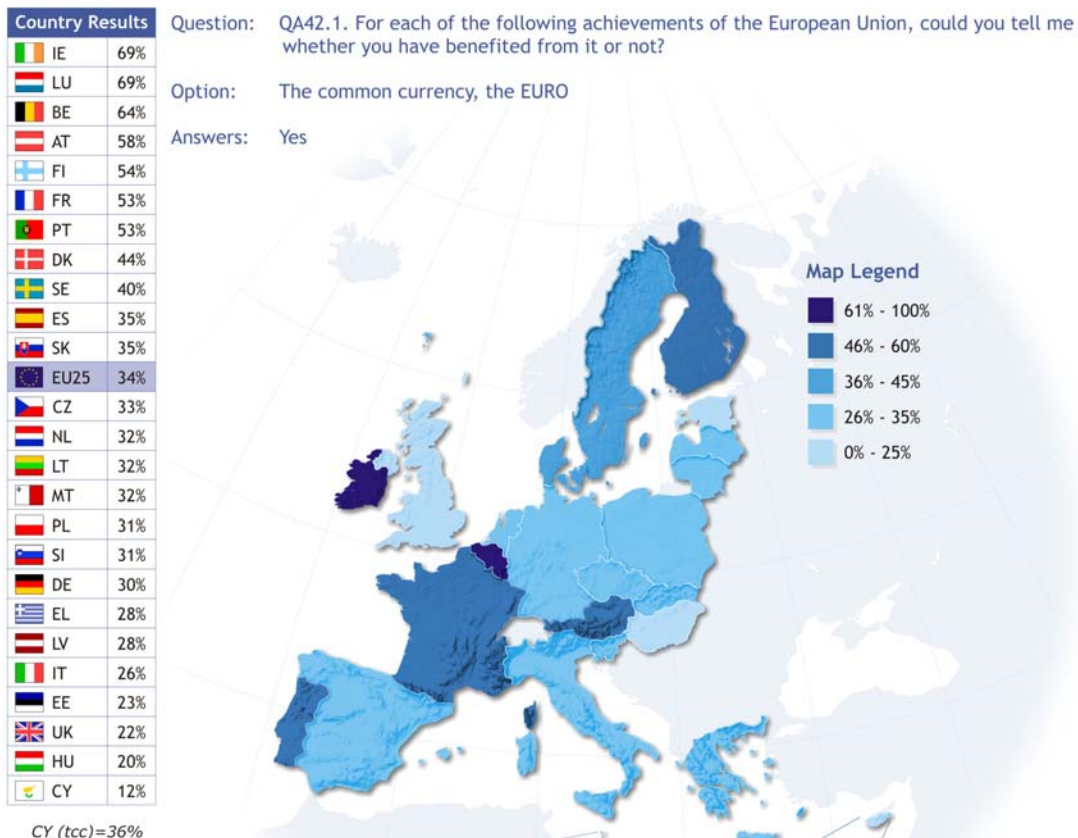 Country Results
IE 69%
LU 69%
BE 64%
AT 58%
FI 54%
FR 53%
PT 53%
DK 44%
SE 40%
ES 35%
SK 35%
EU25 34%
CZ 33%
NL 32%
LT 32%
MT 32%
PL 31%
SI 31%
DE 30%
EL 28%
LV 28%
IT 26%
EE 23%
UK 22%
HU 20%
CY 12%
CY (tcc)=36%
Question: QA42.1. For each of the following achievements of the European Union, could you tell me
whether you have benefited from it or not?
Option: The common currency, the EURO
Answers: Yes
Map Legend
61% - 100%
46% - 60%
36% - 45%
26% - 35%
0% - 25%